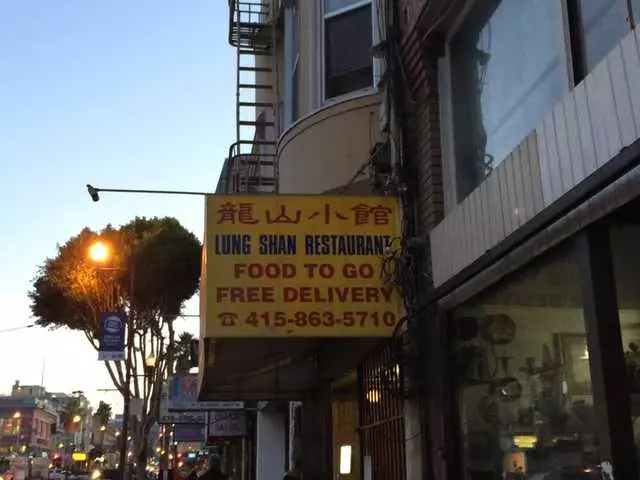 龍山小館
LUNG SHAN RESTAURANT
FOOD TO GO
FREE DELIVERY
☎ 415-863-5710